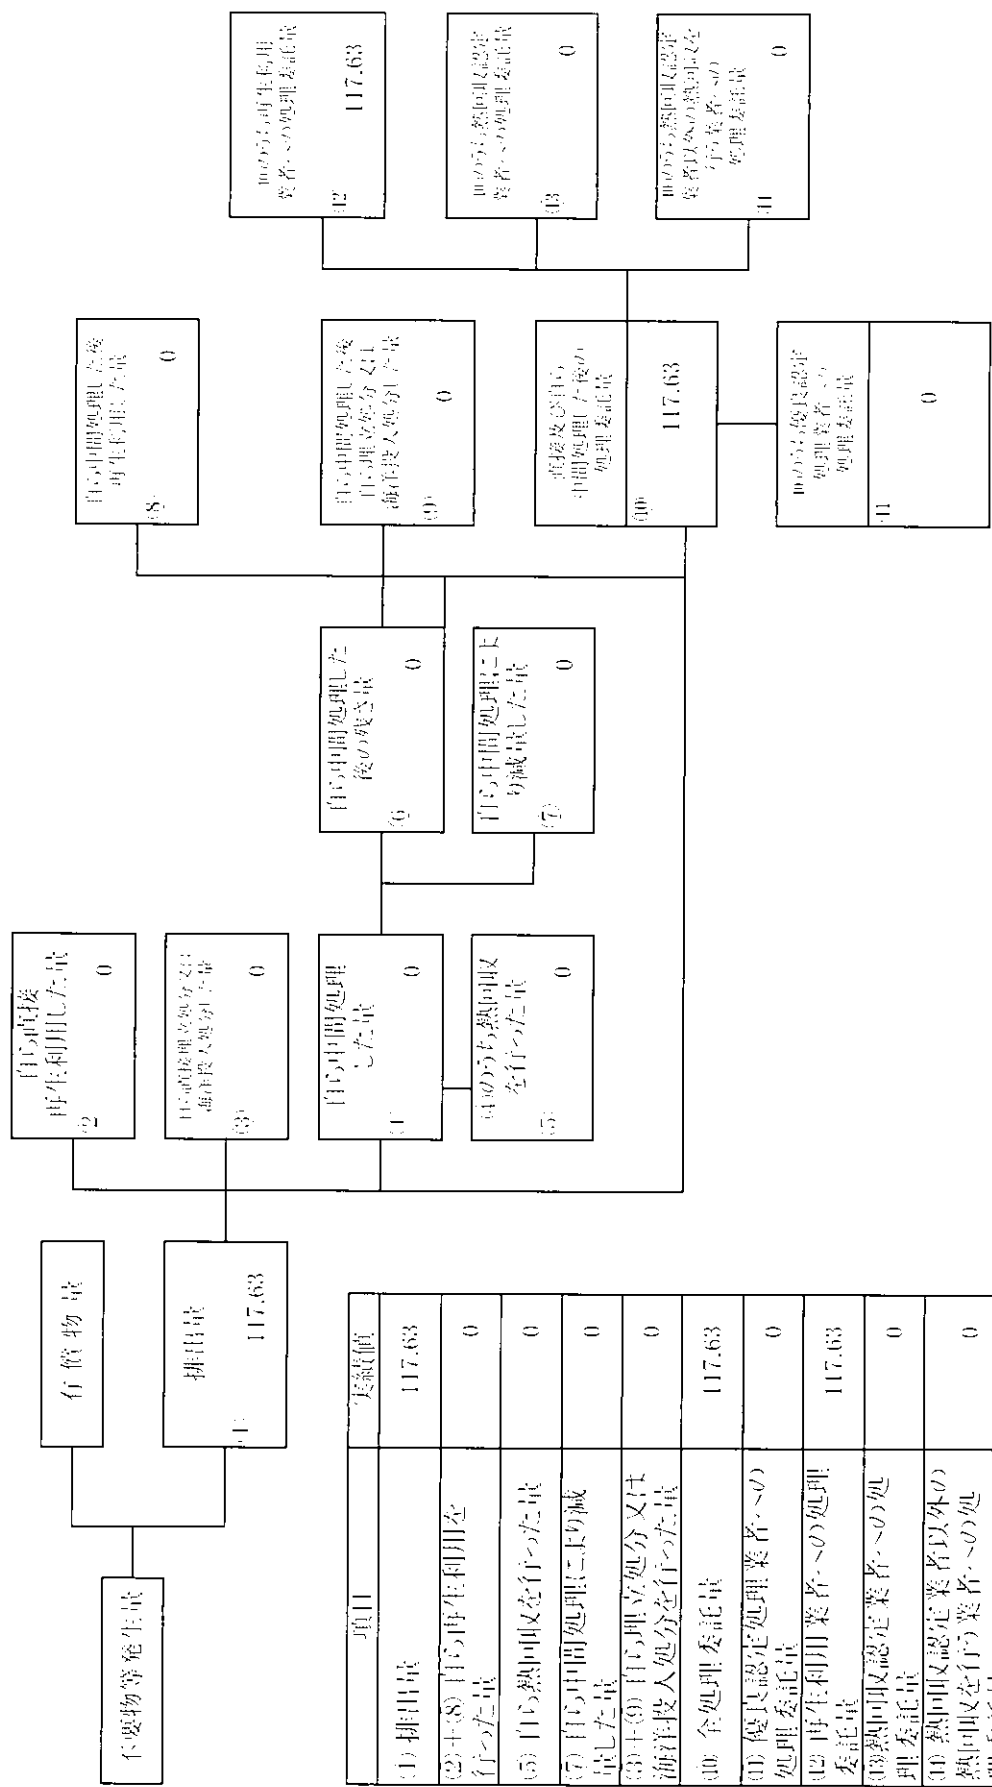 不要物等発生量
有償物量
排出量
(1)
117.63
自ら直接
再生利用した量
(2)
0
自ら直接埋立処分又は
海洋投入処分した量
(3)
0
自ら中間処理
した量
0
(4)のうち熱回収
を行った量
(5)
0
自ら中間処理した
後の残さ量
(6)
0
自ら中間処理によ
り減量した量
(7)
0
自ら中間処理した後
再生利用した量
(8)
0
自ら中間処理した後
自ら埋立処分又は
海洋投入処分した量
(9)
0
直接及び自ら
中間処理した後の
処理委託量
(10)
117.63
(10)のうち優良認定
処理業者への
処理委託量
11
0
(10)のうち再生利用
業者への処理委託量
(12)
117.63
(10)のうち熱回収認定
業者への処理委託量
(13)
0
(10)のうち熱回収認定
業者以外の熱回収を
行う業者への
処理委託量
0
項目
実績値
(1) 排出量
117.63
(2)+(8) 自ら再生利用を
行った量
0
(5) 自ら熱回収を行った量
0
(7) 自ら中間処理により減
量した量
0
(3)+(9) 自ら埋立処分又は
海洋投入処分を行った量
0
(10) 全処理委託量
117.63
(11) 優良認定処理業者への
処理委託量
0
(12) 再生利用業者への処理
委託量
117.63
(13)熱回収認定業者への処
理委託量
0
(14) 熱回収認定業者以外の
熱回収を行う業者への処
0